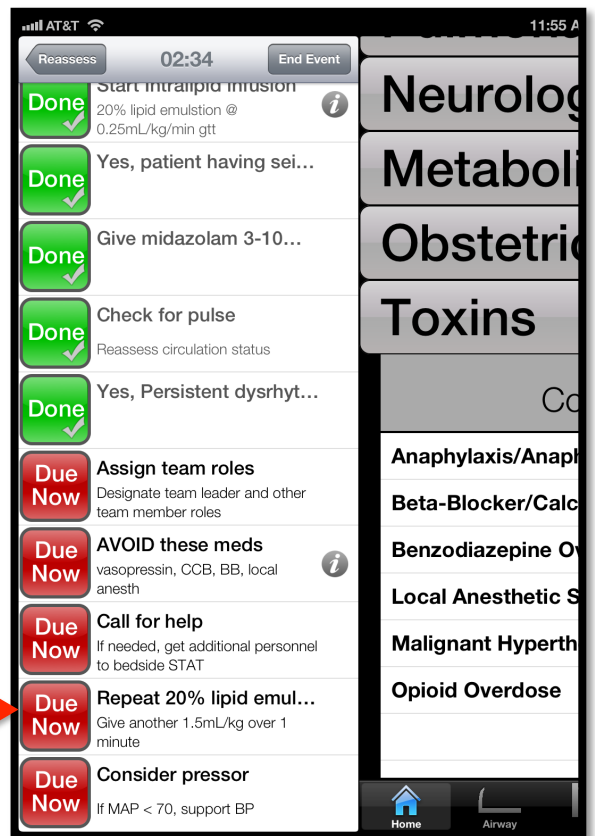 AT&T
11:55 A
Reassess
02:34
End Event
Done
Start Intralipid Infusion
20% lipid emulstion @
0.25mL/kg/min gtt
Done
Yes, patient having sei...
Done
Give midazolam 3-10...
Done
Check for pulse
Reassess circulation status
Done
Yes, Persistent dysrhyt...
Due
Now
Assign team roles
Designate team leader and other
team member roles
Due
Now
AVOID these meds
vasopressin, CCB, BB, local
anesth
Due
Now
Call for help
If needed, get additional personnel
to bedside STAT
Due
Now
Repeat 20% lipid emul...
Give another 1.5mL/kg over 1
minute
Due
Now
Consider pressor
If MAP < 70, support BP
Neurolog
Metaboli
Obstetric
Toxins
Co
Anaphylaxis/Anaph
Beta-Blocker/Calc
Benzodiazepine Ov
Local Anesthetic S
Malignant Hyperth
Opioid Overdose
Home
Airway